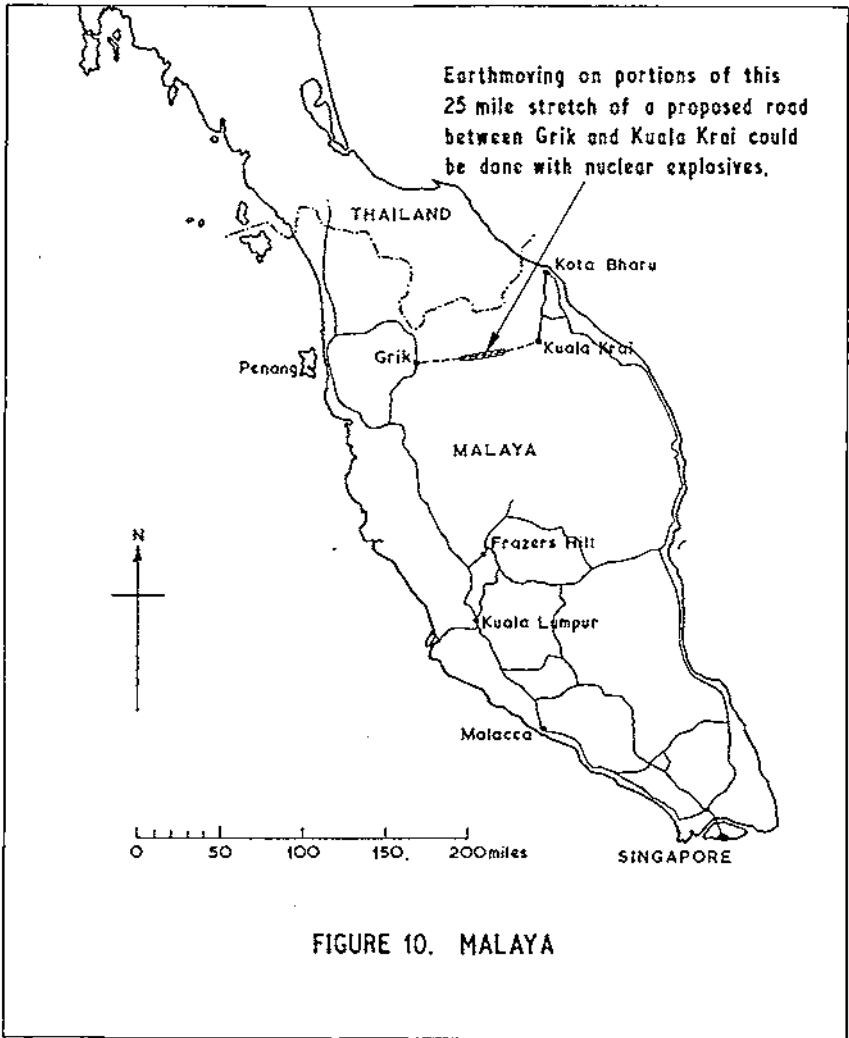 Earthmoving on portions of this
25 mile stretch of a proposed road
between Grik and Kuala Krai could
be done with nuclear explosives.
THAILAND
Kota Bharu
Kuala Krai
Grik
Penang
MALAYA
N
Frazers Hill
Kuala Lumpur
Malacca
0 50 100 150. 200 miles
SINGAPORE
FIGURE 10. MALAYA